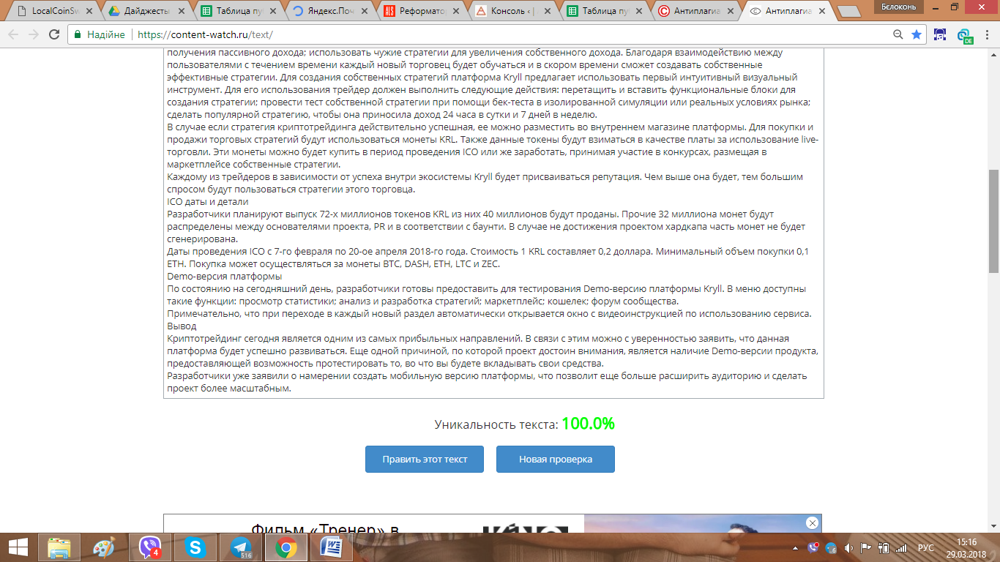 LocalCoinSw
Дайджесты
Таблица пу
Яндекс.Поч
Реформато
Консоль ‹ |
Таблица пу
Антиплагиа
Антиплагиа
Белоконь
Надійне
https://content-watch.ru/text/
DE
получения пассивного дохода; использовать чужие стратегии для увеличения собственного дохода. Благодаря взаимодействию между
пользователями с течением времени каждый новый торговец будет обучаться и в скором времени сможет создавать собственные
эффективные стратегии. Для создания собственных стратегий платформа Kryll предлагает использовать первый интуитивный визуальный
инструмент. Для его использования трейдер должен выполнить следующие действия: перетащить и вставить функциональные блоки для
создания стратегии; провести тест собственной стратегии при помощи бек-теста в изолированной симуляции или реальных условиях рынка;
сделать популярной стратегию, чтобы она приносила доход 24 часа в сутки и 7 дней в неделю.
В случае если стратегия криптотрейдинга действительно успешная, ее можно разместить во внутреннем магазине платформы. Для покупки и
продажи торговых стратегий будут использоваться монеты KRL. Также данные токены будут взиматься в качестве платы за использование live-
торговли. Эти монеты можно будет купить в период проведения ICO или же заработать, принимая участие в конкурсах, размещая в
маркетплейсе собственные стратегии.
Каждому из трейдеров в зависимости от успеха внутри экосистемы Kryll будет присваиваться репутация. Чем выше она будет, тем большим
спросом будут пользоваться стратегии этого торговца.
ICO даты и детали
Разработчики планируют выпуск 72-х миллионов токенов KRL из них 40 миллионов будут проданы. Прочие 32 миллиона монет будут
распределены между основателями проекта, PR и в соответствии с баунти. В случае не достижения проектом хардкапа часть монет не будет
сгенерирована.
Даты проведения ICO с 7-го февраля по 20-ое апреля 2018-го года. Стоимость 1 KRL составляет 0,2 доллара. Минимальный объем покупки 0,1
ETH. Покупка может осуществляться за монеты BTC, DASH, ETH, LTC и ZEC.
Demo-версия платформы
По состоянию на сегодняшний день, разработчики готовы предоставить для тестирования Demo-версию платформы Kryll. В меню доступны
такие функции: просмотр статистики; анализ и разработка стратегий; маркетплейс; кошелек; форум сообщества.
Примечательно, что при переходе в каждый новый раздел автоматически открывается окно с видеоинструкцией по использованию сервиса.
Вывод
Криптотрейдинг сегодня является одним из самых прибыльных направлений. В связи с этим можно с уверенностью заявить, что данная
платформа будет успешно развиваться. Еще одной причиной, по которой проект достоин внимания, является наличие Demo-версии продукта,
предоставляющей возможность протестировать то, во что вы будете вкладывать свои средства.
Разработчики уже заявили о намерении создать мобильную версию платформы, что позволит еще больше расширить аудиторию и сделать
проект более масштабным.
Уникальность текста: 100.0%
Править этот текст
Новая проверка
Фильм «Тренер» в
4
516
РУС
15:16
29.03.2018